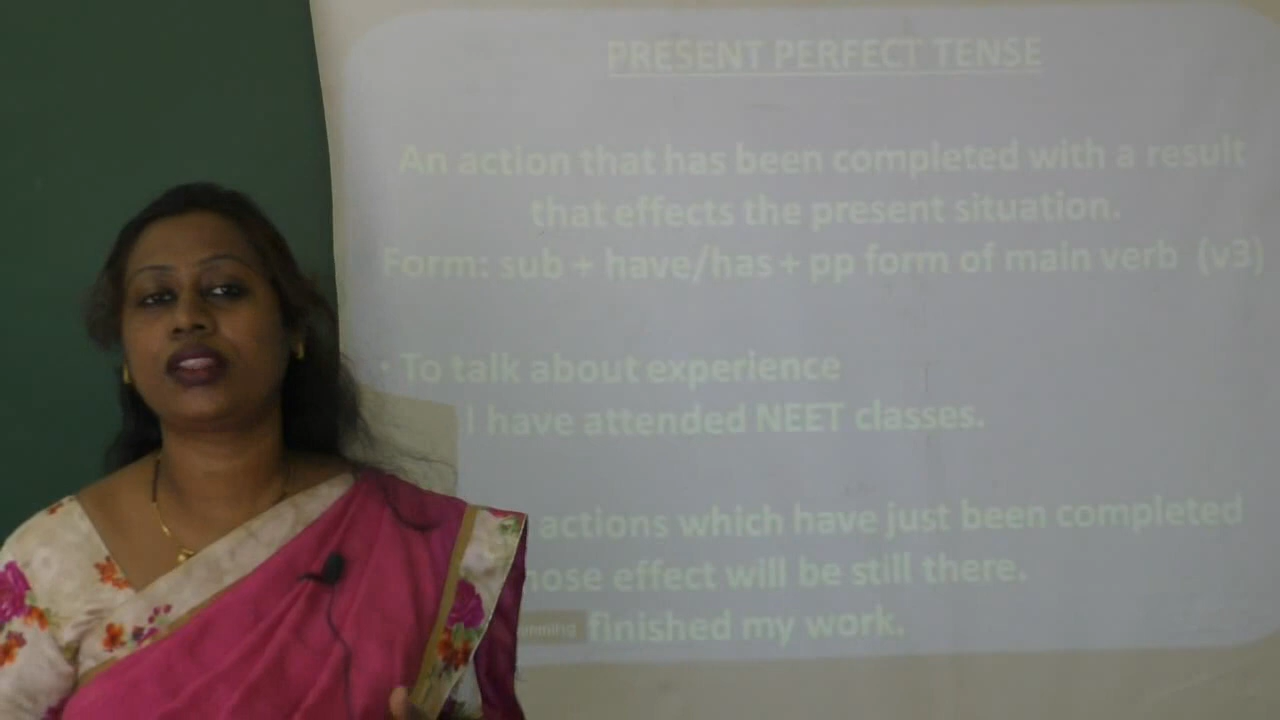 PRESENT PERFECT TENSE
An action that has been completed with a result
that effects the present situation.
Form: sub + have/has + pp form of main verb (v3)
• To talk about experience
I have attended NEET classes.
actions which have just been completed
effect will be still there.
finished my work.